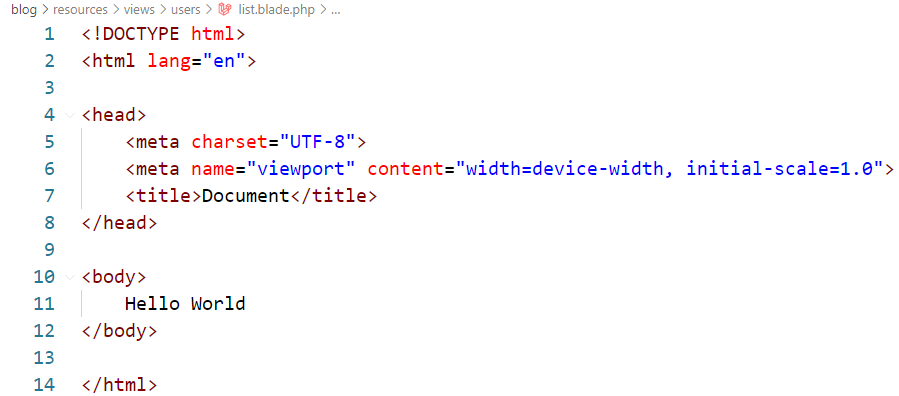 blog > resources > views > users > list.blade.php > ...
1 <!DOCTYPE html>
2 <html lang="en">
3
4 <head>
5     <meta charset="UTF-8">
6     <meta name="viewport" content="width=device-width, initial-scale=1.0">
7     <title>Document</title>
8 </head>
9
10 <body>
11     Hello World
12 </body>
13
14 </html>